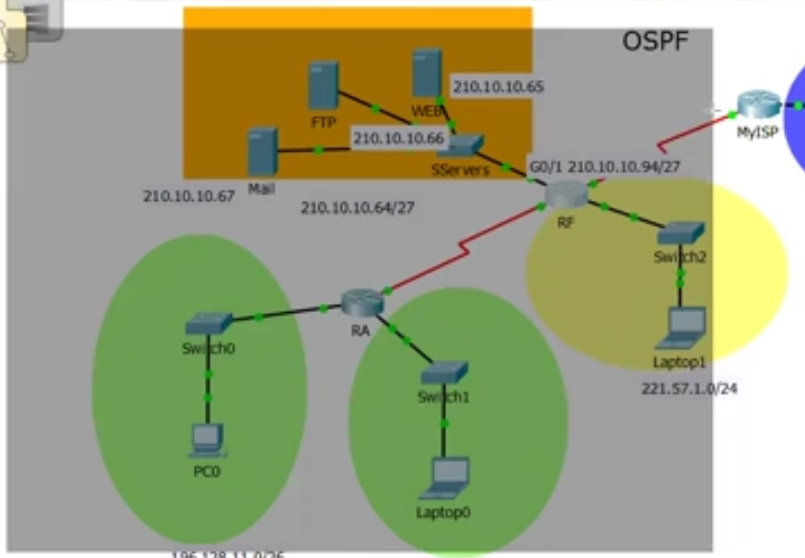 OSPF
210.10.10.65
WEB
FTP
MyISP
210.10.10.66
SServers
G0/1 210.10.10.94/27
Mail
210.10.10.67
210.10.10.64/27
RF
Switch2
RA
Switch0
Laptop1
221.57.1.0/24
Switch1
PC0
Laptop0